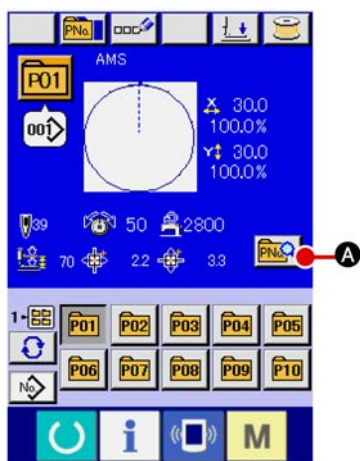 PNo.
AMS
P01
001
X 30.0
100.0%
Y 30.0
100.0%
39 50 2800
70 2.2 3.3
PNo.
A
1-
P01 P02 P03 P04 P05
No.
P06 P07 P08 P09 P10
i M